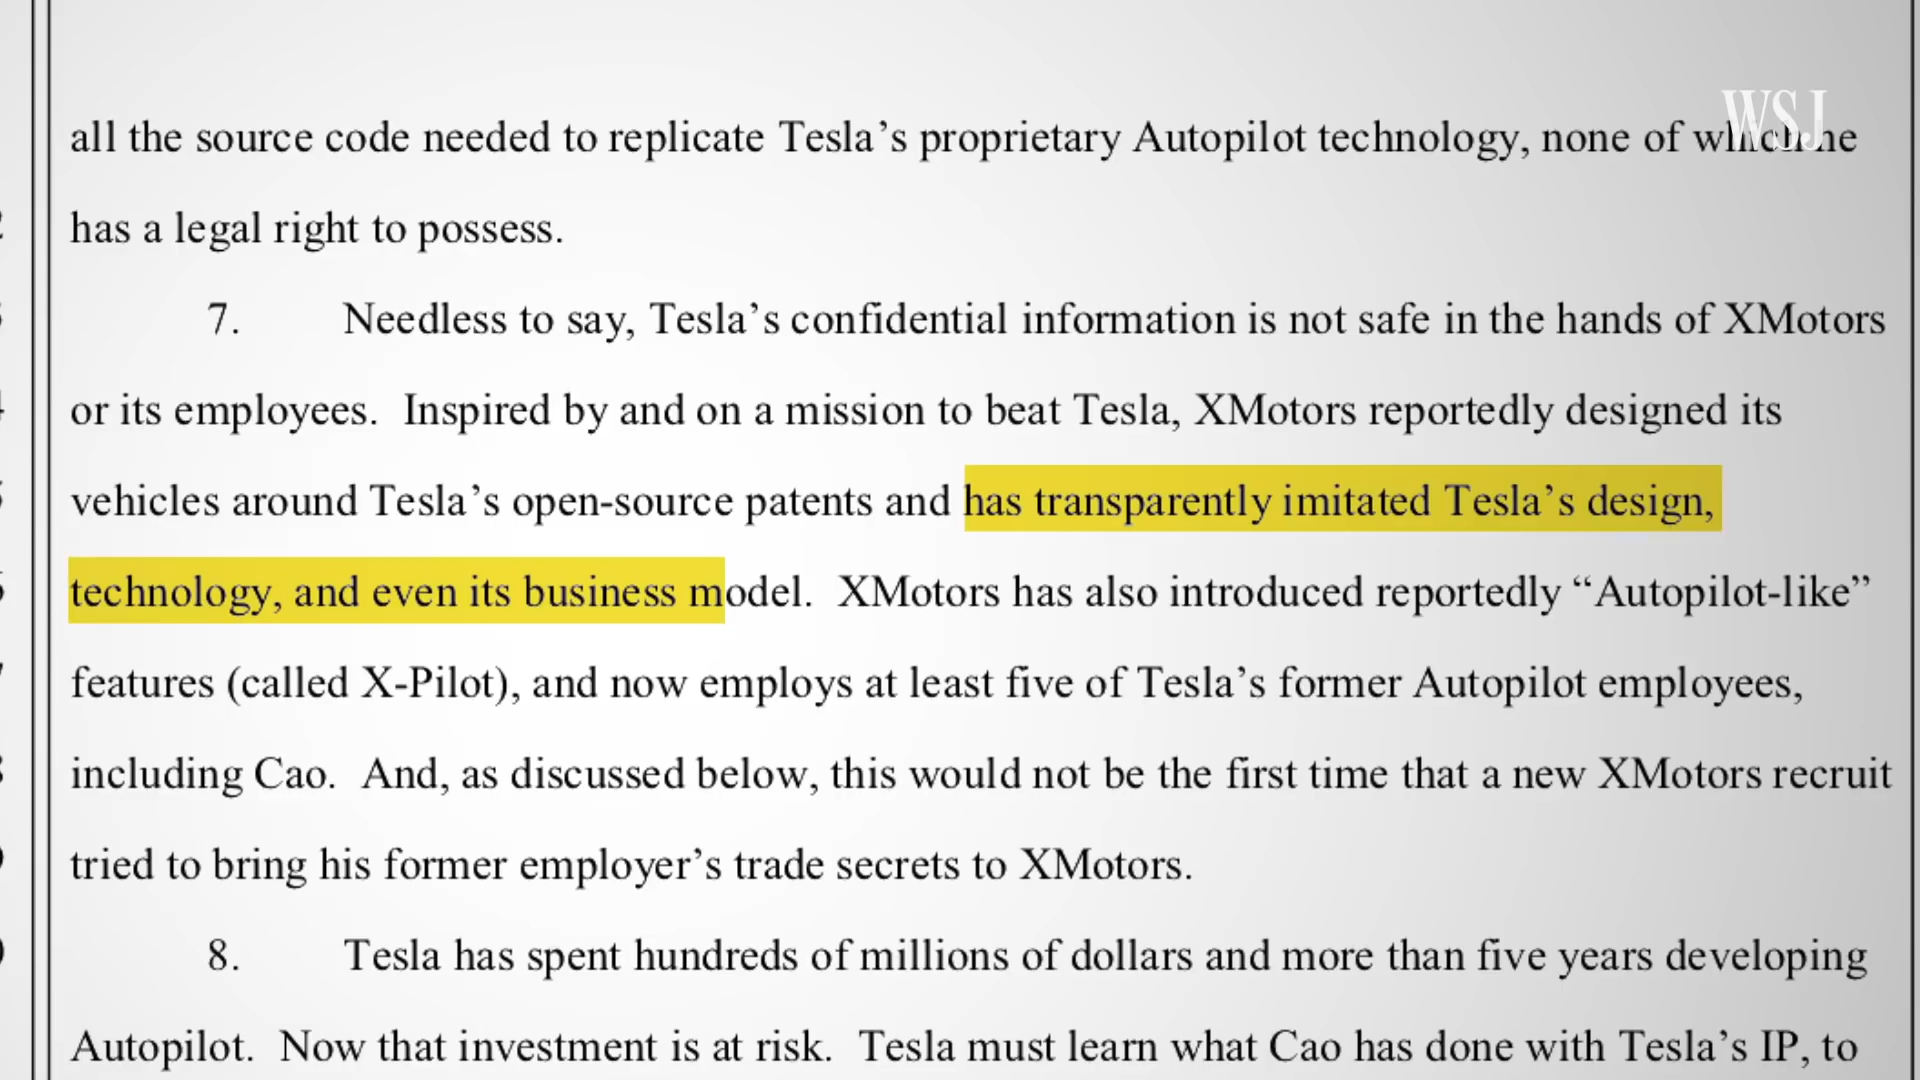 WSJ
all the source code needed to replicate Tesla’s proprietary Autopilot technology, none of which he
has a legal right to possess.
7. Needless to say, Tesla’s confidential information is not safe in the hands of XMotors
or its employees. Inspired by and on a mission to beat Tesla, XMotors reportedly designed its
vehicles around Tesla’s open-source patents and has transparently imitated Tesla’s design,
technology, and even its business model. XMotors has also introduced reportedly “Autopilot-like”
features (called X-Pilot), and now employs at least five of Tesla’s former Autopilot employees,
including Cao. And, as discussed below, this would not be the first time that a new XMotors recruit
tried to bring his former employer’s trade secrets to XMotors.
8. Tesla has spent hundreds of millions of dollars and more than five years developing
Autopilot. Now that investment is at risk. Tesla must learn what Cao has done with Tesla’s IP, to